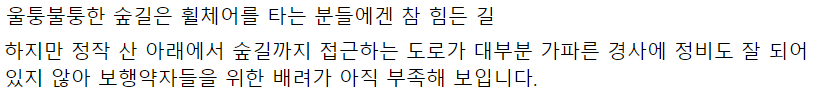 울퉁불퉁한 숲길은 휠체어를 타는 분들에겐 참 힘든 길
하지만 정작 산 아래에서 숲길까지 접근하는 도로가 대부분 가파른 경사에 정비도 잘 되어
있지 않아 보행약자들을 위한 배려가 아직 부족해 보입니다.